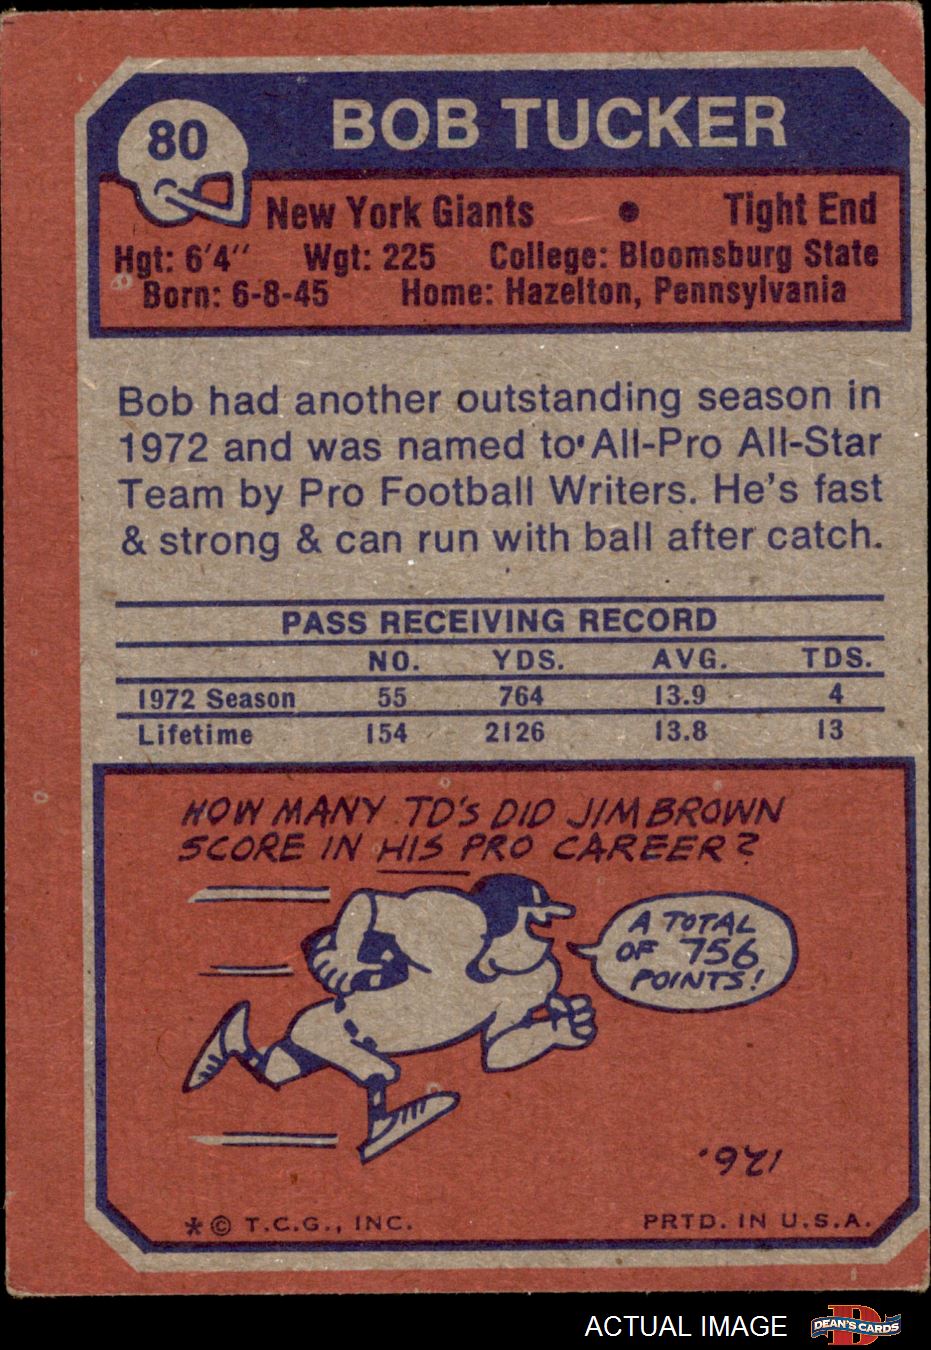 80
BOB TUCKER
New York Giants • Tight End
Hgt: 6'4" Wgt: 225 College: Bloomsburg State
Born: 6-8-45 Home: Hazelton, Pennsylvania
Bob had another outstanding season in
1972 and was named to All-Pro All-Star
Team by Pro Football Writers. He's fast
& strong & can run with ball after catch.
PASS RECEIVING RECORD
NO. YDS. AVG. TDS.
1972 Season 55 764 13.9 4
Lifetime 154 2126 13.8 13
HOW MANY TD'S DID JIM BROWN
SCORE IN HIS PRO CAREER?
A TOTAL
OF 756
POINTS!
126.
* © T.C.G., INC. PRTD. IN U.S.A.
ACTUAL IMAGE
D
DEAN'S CARDS